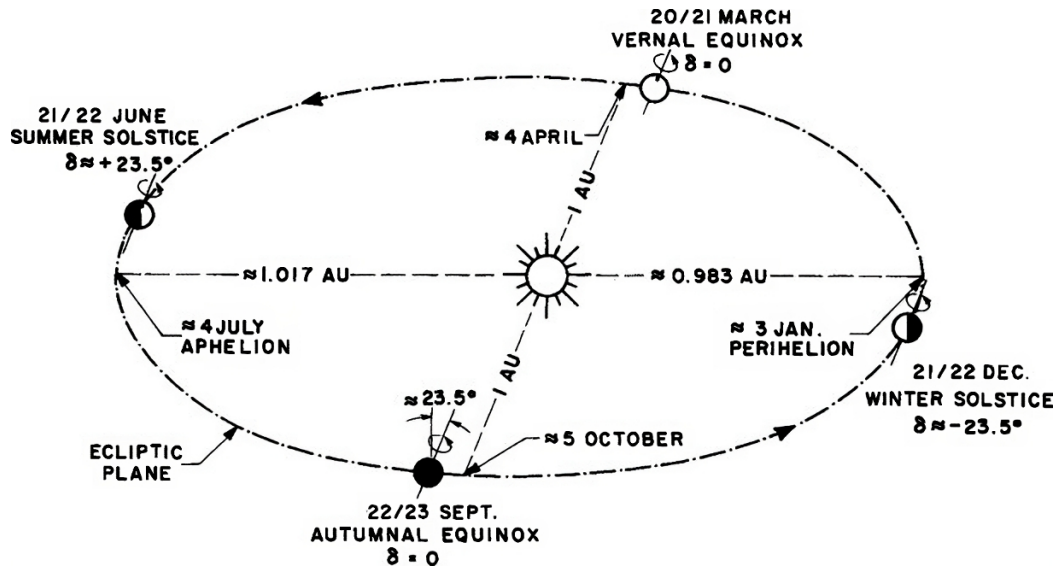 20/21 MARCH
VERNAL EQUINOX
δ = 0
21/22 JUNE
SUMMER SOLSTICE
δ ≈ + 23.5°
≈ 4 APRIL
1 AU
≈ 1.017 AU
≈ 0.983 AU
≈ 4 JULY
APHELION
≈ 3 JAN.
PERIHELION
1 AU
21/22 DEC.
WINTER SOLSTICE
δ ≈ - 23.5°
≈ 23.5°
≈ 5 OCTOBER
ECLIPTIC
PLANE
22/23 SEPT.
AUTUMNAL EQUINOX
δ = 0